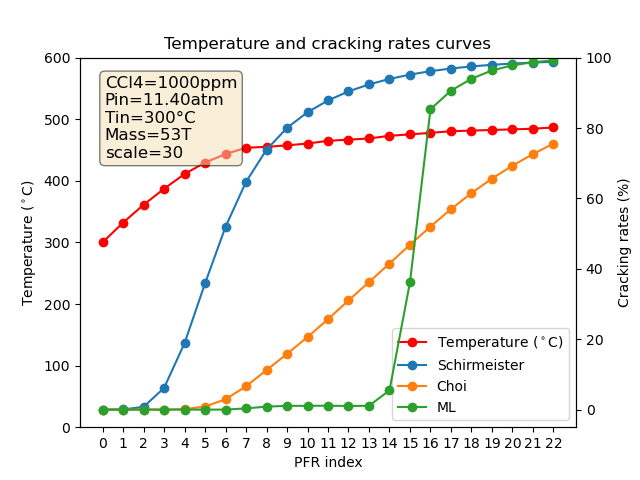 Temperature and cracking rates curves
CCl4=1000ppm
Pin=11.40atm
Tin=300°C
Mass=53T
scale=30
600
500
400
300
200
100
0
Temperature (°C)
100
80
60
40
20
0
Cracking rates (%)
Temperature (°C)
Schirmeister
Choi
ML
0 1 2 3 4 5 6 7 8 9 10 11 12 13 14 15 16 17 18 19 20 21 22
PFR index